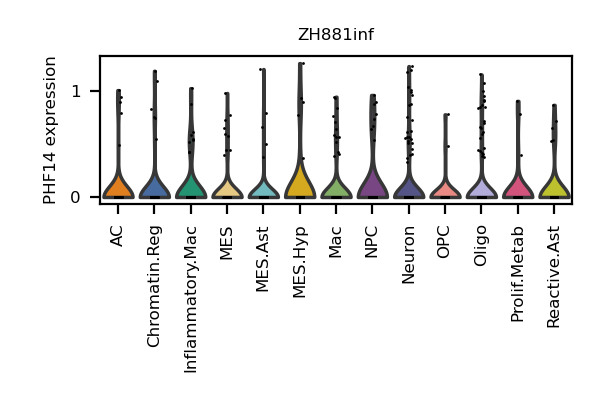 ZH881inf
PHF14 expression
1
0
AC
Chromatin.Reg
Inflammatory.Mac
MES
MES.Ast
MES.Hyp
Mac
NPC
Neuron
OPC
Oligo
Prolif.Metab
Reactive.Ast